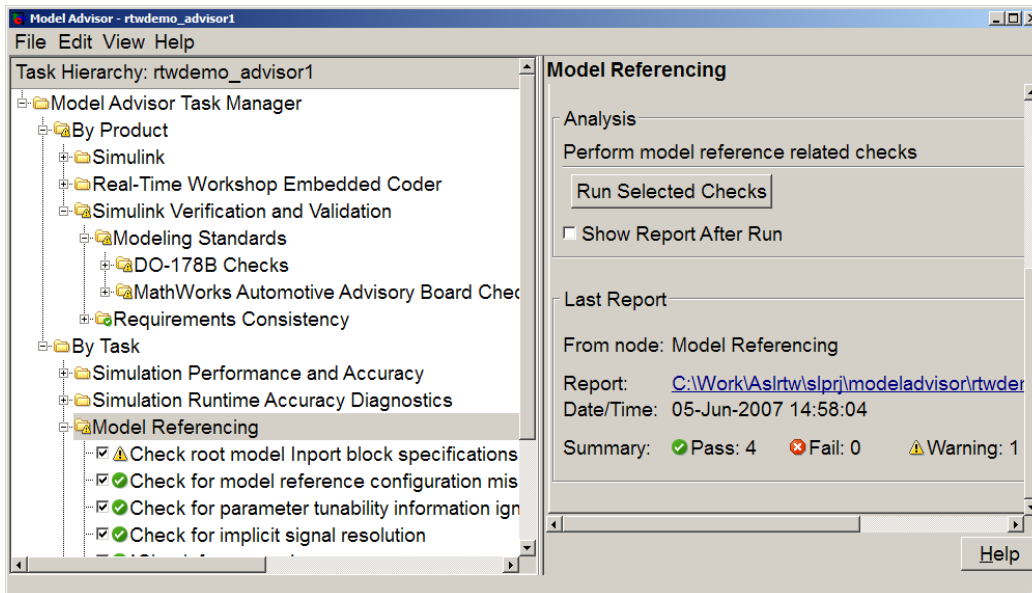 Model Advisor - rtwdemo_advisor1
File Edit View Help
Task Hierarchy: rtwdemo_advisor1
Model Advisor Task Manager
By Product
Simulink
Real-Time Workshop Embedded Coder
Simulink Verification and Validation
Modeling Standards
DO-178B Checks
MathWorks Automotive Advisory Board Chec
Requirements Consistency
By Task
Simulation Performance and Accuracy
Simulation Runtime Accuracy Diagnostics
Model Referencing
Check root model Inport block specifications
Check for model reference configuration mis
Check for parameter tunability information ign
Check for implicit signal resolution
Model Referencing
Analysis
Perform model reference related checks
Run Selected Checks
Show Report After Run
Last Report
From node: Model Referencing
Report: C:\Work\Aslrtw\slprj\modeladvisor\rtwder
Date/Time: 05-Jun-2007 14:58:04
Summary: Pass: 4 Fail: 0 Warning: 1
Help